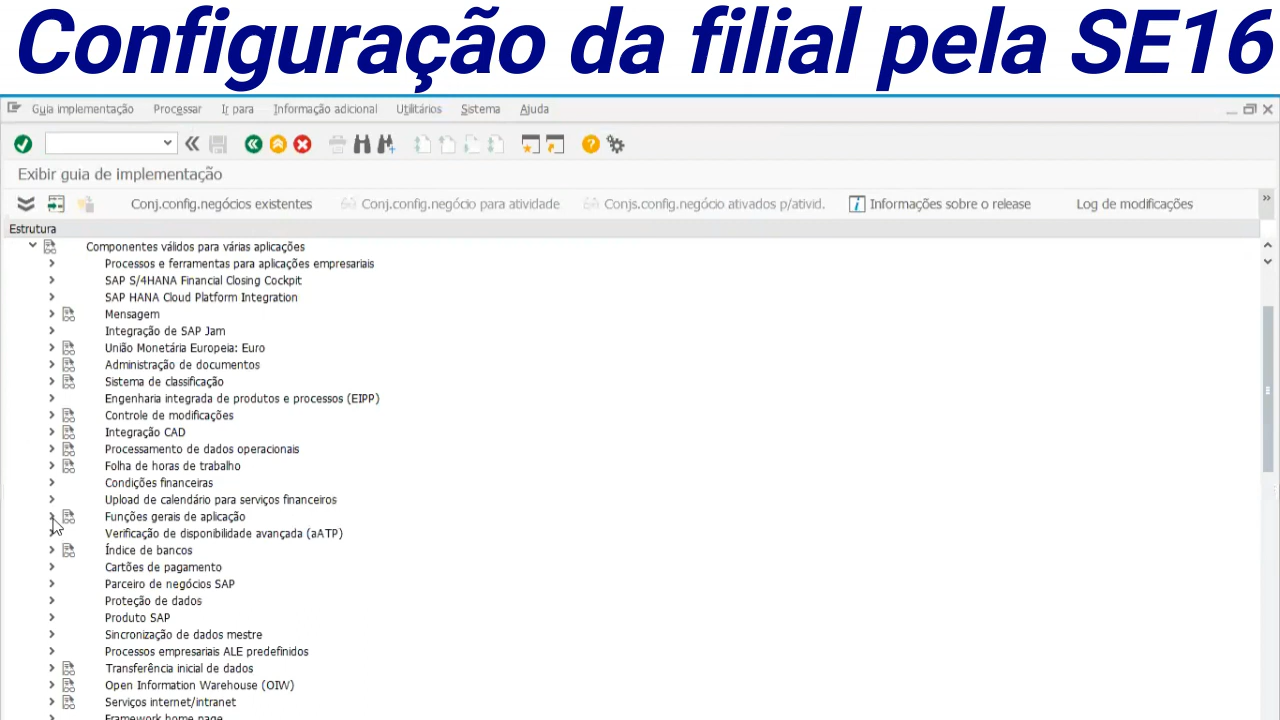 Configuração da filial pela SE16
Guia implementação Processar Ir para Informação adicional Utilitários Sistema Ajuda
Exibir guia de implementação
Conj.config.negócios existentes Conj.config.negócio para atividade Conjs.config.negócio ativados p/ativid. Informações sobre o release Log de modificações
Estrutura
Componentes válidos para várias aplicações
Processos e ferramentas para aplicações empresariais
SAP S/4HANA Financial Closing Cockpit
SAP HANA Cloud Platform Integration
Mensagem
Integração de SAP Jam
União Monetária Europeia: Euro
Administração de documentos
Sistema de classificação
Engenharia integrada de produtos e processos (EIPP)
Controle de modificações
Integração CAD
Processamento de dados operacionais
Folha de horas de trabalho
Condições financeiras
Upload de calendário para serviços financeiros
Funções gerais de aplicação
Verificação de disponibilidade avançada (aATP)
Índice de bancos
Cartões de pagamento
Parceiro de negócios SAP
Proteção de dados
Produto SAP
Sincronização de dados mestre
Processos empresariais ALE predefinidos
Transferência inicial de dados
Open Information Warehouse (OIW)
Serviços internet/intranet
Framework home page